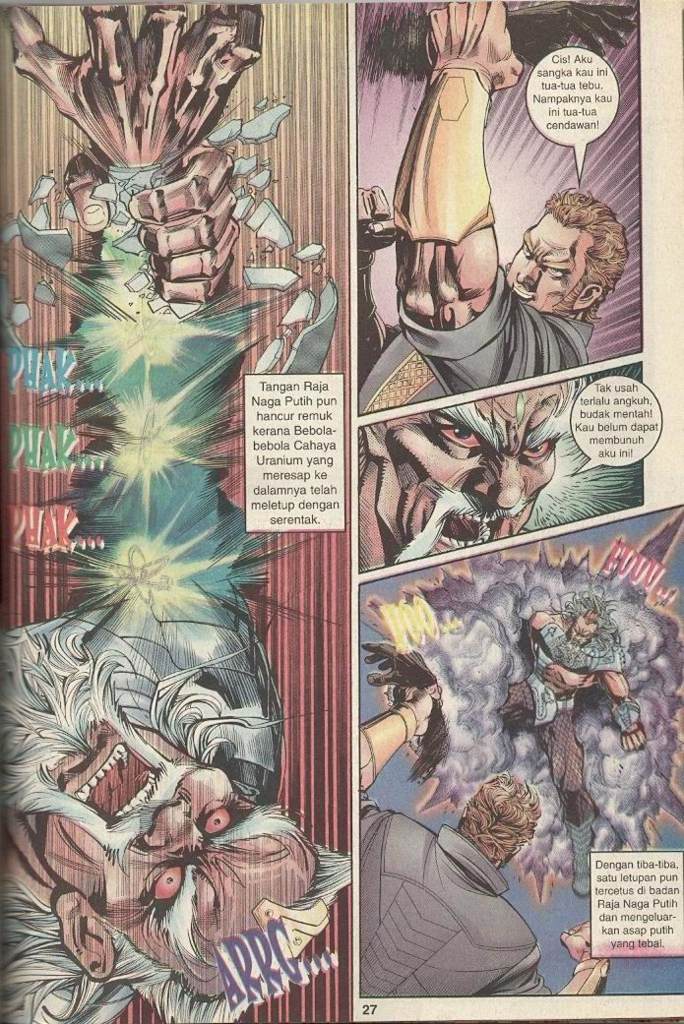 PHAK...
PHAK...
PHAK...
Tangan Raja
Naga Putih pun
hancur remuk
kerana Bebola-
bebola Cahaya
Uranium yang
meresap ke
dalamnya telah
meletup dengan
serentak.
ARRG....
Cis! Aku
sangka kau ini
tua-tua tebu.
Nampaknya kau
ini tua-tua
cendawan!
Tak usah
terlalu angkuh,
budak mentah!
Kau belum dapat
membunuh
aku ini!
Dengan tiba-tiba,
satu letupan pun
tercetus di badan
Raja Naga Putih
dan mengeluar-
kan asap putih
yang tebal.
27